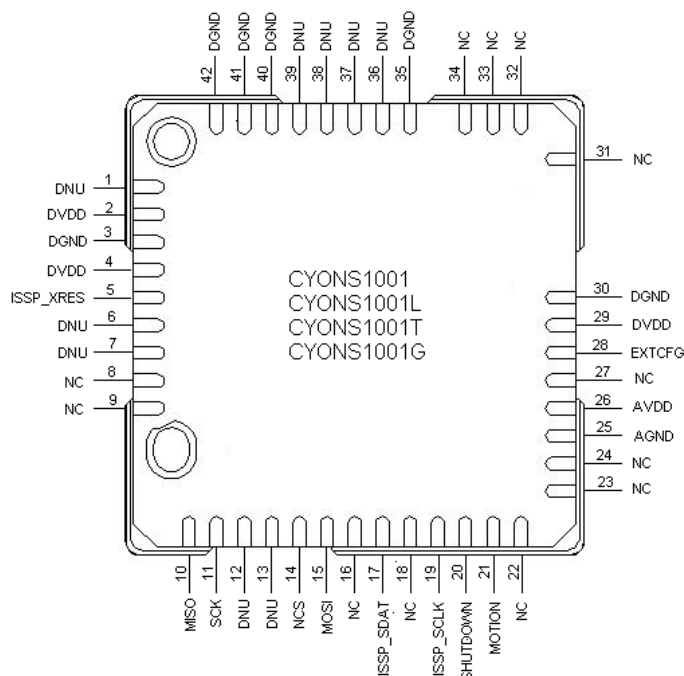 DGND DGND DGND DNU DNU DNU DNU DGND NC NC NC
42 41 40 39 38 37 36 35 34 33 32
31 NC
DNU 1
DVDD 2
DGND 3
DVDD 4
ISSP_XRES 5
DNU 6
DNU 7
NC 8
NC 9
CYONS1001
CYONS1001L
CYONS1001T
CYONS1001G
30 DGND
29 DVDD
28 EXTCFG
27 NC
26 AVDD
25 AGND
24 NC
23 NC
10 11 12 13 14 15 16 17 18 19 20 21 22
MISO SCK DNU DNU NCS MOSI NC ISSP_SDAT NC ISSP_SCLK SHUTDOWN MOTION NC